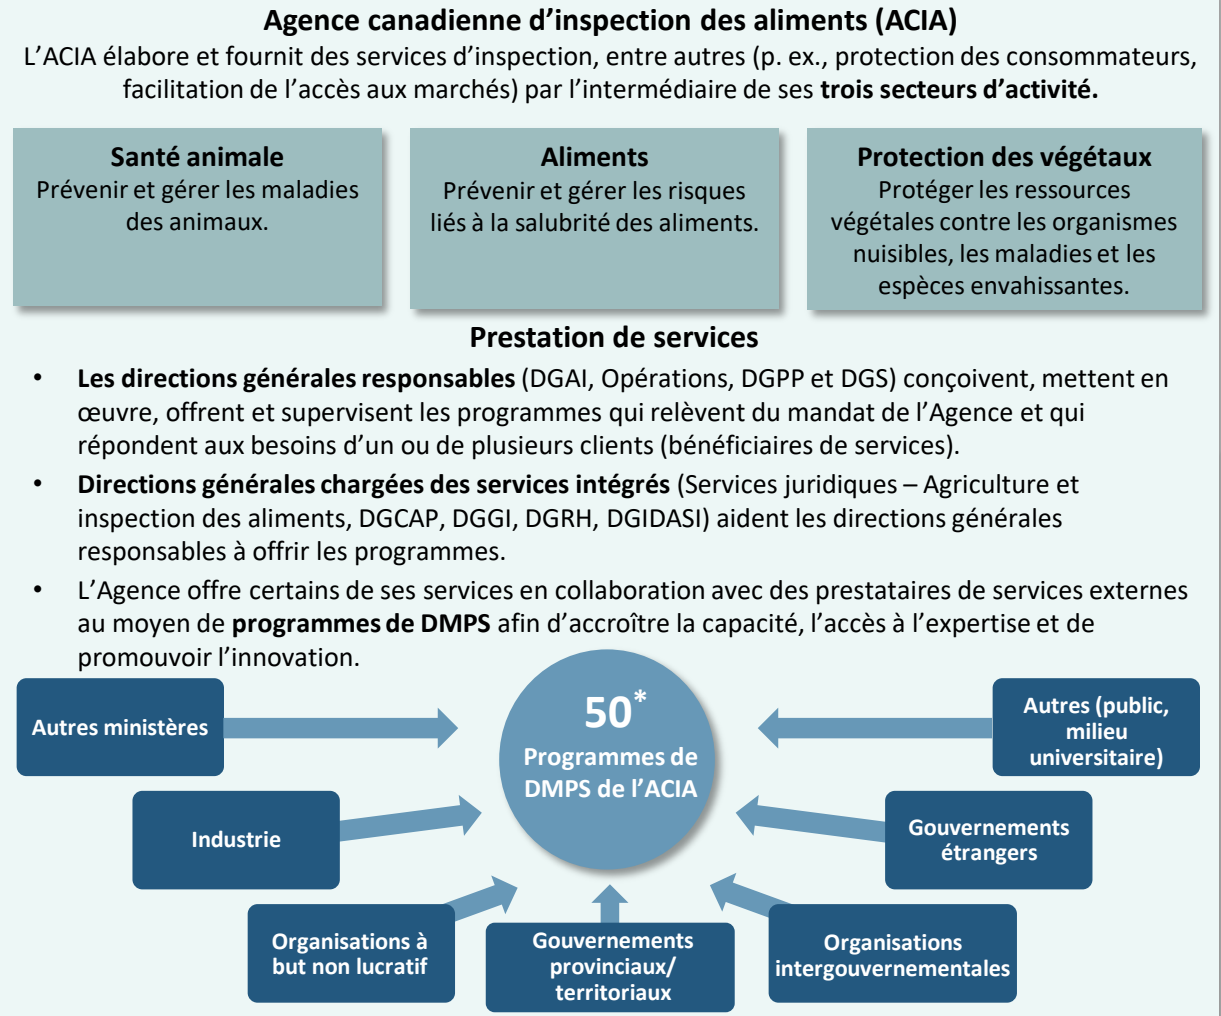 Agence canadienne d’inspection des aliments (ACIA)
L’ACIA élabore et fournit des services d’inspection, entre autres (p. ex., protection des consommateurs,
facilitation de l’accès aux marchés) par l’intermédiaire de ses trois secteurs d’activité.
Santé animale
Prévenir et gérer les maladies
des animaux.
Aliments
Prévenir et gérer les risques
liés à la salubrité des aliments.
Protection des végétaux
Protéger les ressources
végétales contre les organismes
nuisibles, les maladies et les
espèces envahissantes.
Prestation de services
• Les directions générales responsables (DGAI, Opérations, DGPP et DGS) conçoivent, mettent en
œuvre, offrent et supervisent les programmes qui relèvent du mandat de l’Agence et qui
répondent aux besoins d’un ou de plusieurs clients (bénéficiaires de services).
• Directions générales chargées des services intégrés (Services juridiques – Agriculture et
inspection des aliments, DGCAP, DGGI, DGRH, DGIDASI) aident les directions générales
responsables à offrir les programmes.
• L’Agence offre certains de ses services en collaboration avec des prestataires de services externes
au moyen de programmes de DMPS afin d’accroître la capacité, l’accès à l’expertise et de
promouvoir l’innovation.
50*
Programmes de
DMPS de l’ACIA
Autres ministères
Industrie
Organisations à
but non lucratif
Gouvernements
provinciaux/
territoriaux
Organisations
intergouvernementales
Gouvernements
étrangers
Autres (public,
milieu
universitaire)